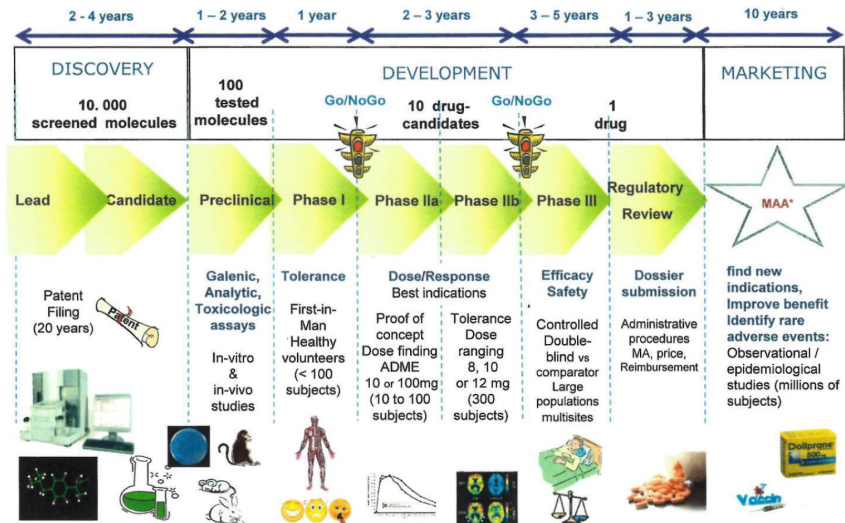 2 - 4 years
1 – 2 years
1 year
2 – 3 years
3 – 5 years
1 – 3 years
10 years
DISCOVERY
DEVELOPMENT
MARKETING
10. 000
screened molecules
100
tested
molecules
Go/NoGo
10 drug-
candidates
Go/NoGo
1
drug
Lead
Candidate
Preclinical
Phase I
Phase IIa
Phase IIb
Phase III
Regulatory
Review
MAA*
Patent
Filing
(20 years)
Patent
Galenic,
Analytic,
Toxicologic
assays
In-vitro
&
in-vivo
studies
Tolerance
First-in-
Man
Healthy
volunteers
(< 100
subjects)
Dose/Response
Best indications
Proof of
concept
Dose finding
ADME
10 or 100mg
(10 to 100
subjects)
Tolerance
Dose
ranging
8, 10
or 12 mg
(300
subjects)
Efficacy
Safety
Controlled
Double-
blind vs
comparator
Large
populations
multisites
Dossier
submission
Administrative
procedures
MA, price,
Reimbursement
find new
indications,
Improve benefit
Identify rare
adverse events:
Observational /
epidemiological
studies (millions of
subjects)
Doliprane
500 mg
Vaccin